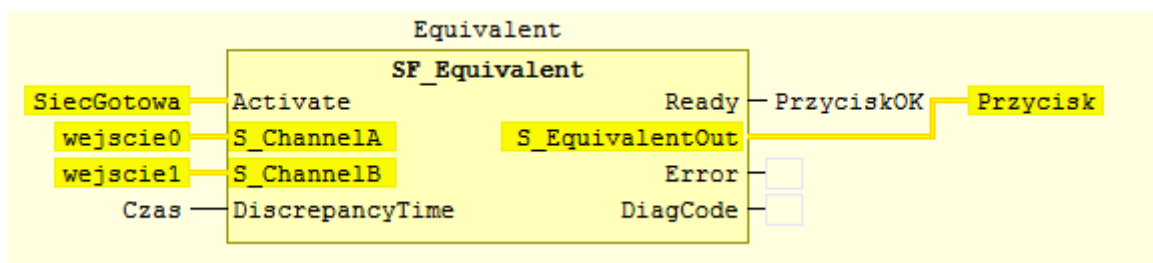 Equivalent
SF_Equivalent
SiecGotowa Activate Ready PrzyciskOK Przycisk
wejscie0 S_ChannelA S_EquivalentOut
wejscie1 S_ChannelB Error
Czas DiscrepancyTime DiagCode